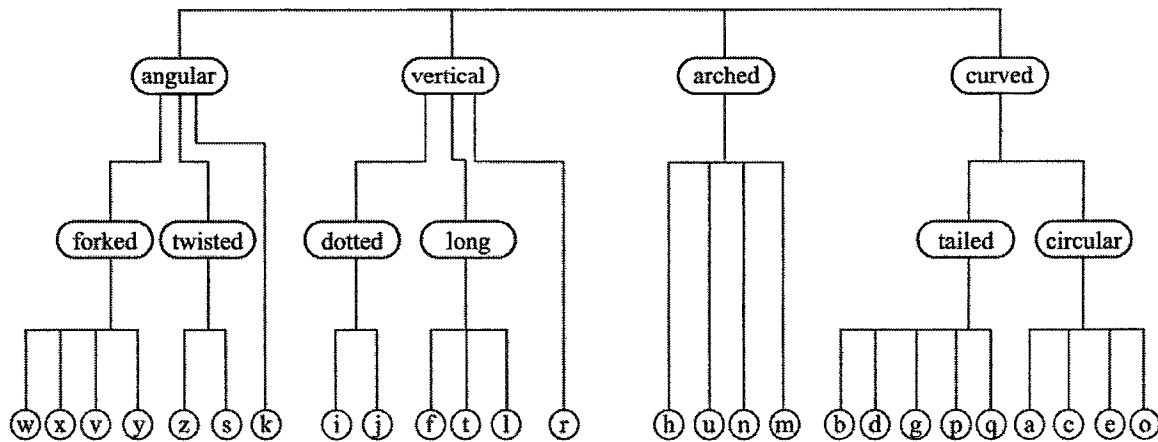 angular vertical arched curved
forked twisted dotted long tailed circular
w x v y z s k i j f t l r h u n m b d g p q a c e o